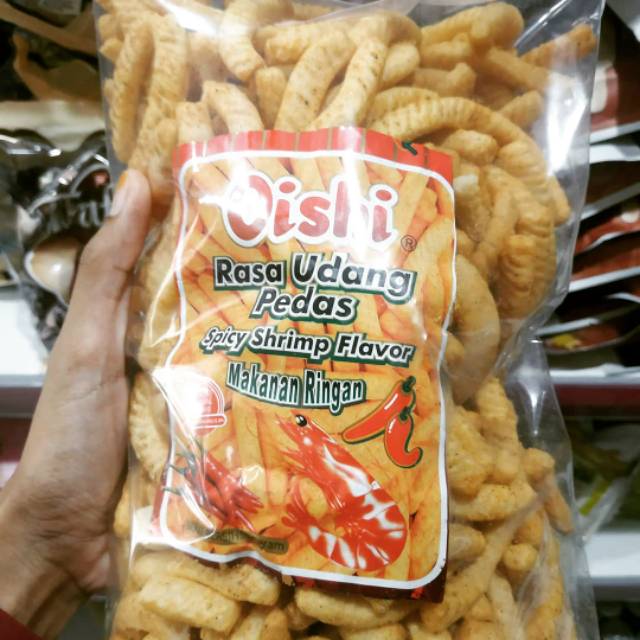 Oishi®
Rasa Udang
Pedas
Spicy Shrimp Flavor
Makanan Ringan